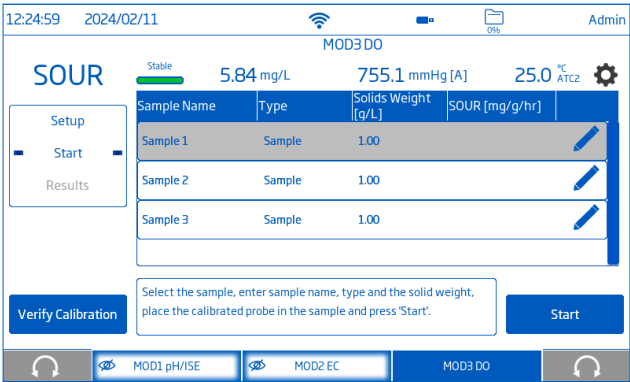 12:24:59 2024/02/11 0% Admin
MOD3 DO
SOUR Stable 5.84 mg/L 755.1 mmHg [A] 25.0 °C ATC2
Sample Name Type Solids Weight [g/L] SOUR [mg/g/hr]
Setup
Start
Results
Sample 1 Sample 1.00
Sample 2 Sample 1.00
Sample 3 Sample 1.00
Verify Calibration
Select the sample, enter sample name, type and the solid weight,
place the calibrated probe in the sample and press 'Start'.
Start
MOD1 pH/ISE MOD2 EC MOD3 DO